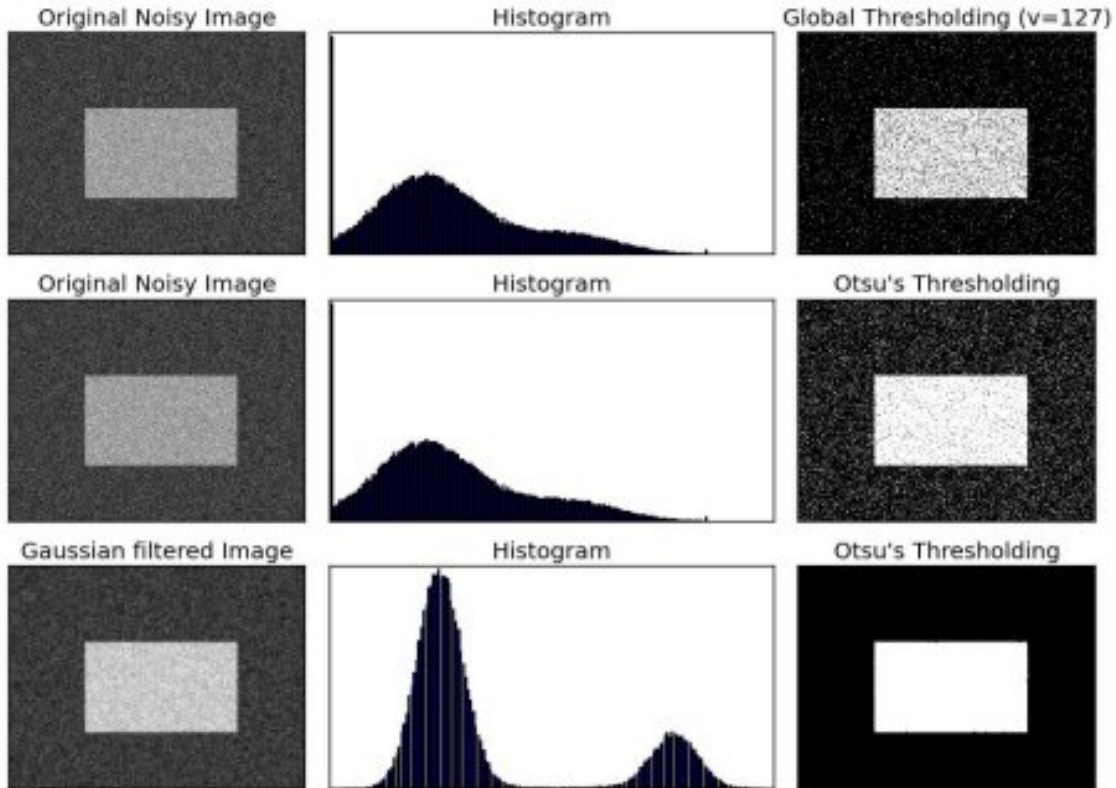 Original Noisy Image
Histogram
Global Thresholding (v=127)
Original Noisy Image
Histogram
Otsu's Thresholding
Gaussian filtered Image
Histogram
Otsu's Thresholding